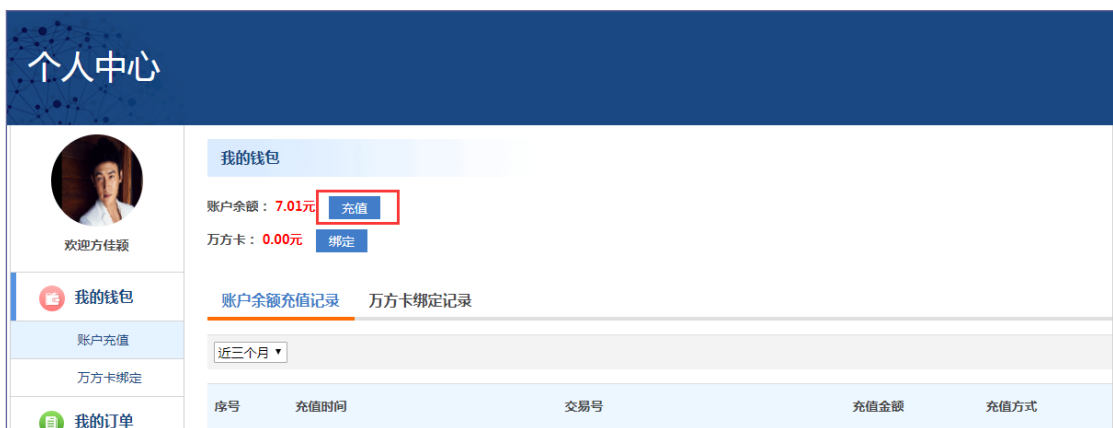 个人中心
欢迎方佳颖
我的钱包
账户充值
万方卡绑定
我的订单
我的钱包
账户余额：7.01元 充值
万方卡：0.00元 绑定
账户余额充值记录 万方卡绑定记录
近三个月
序号 充值时间 交易号 充值金额 充值方式